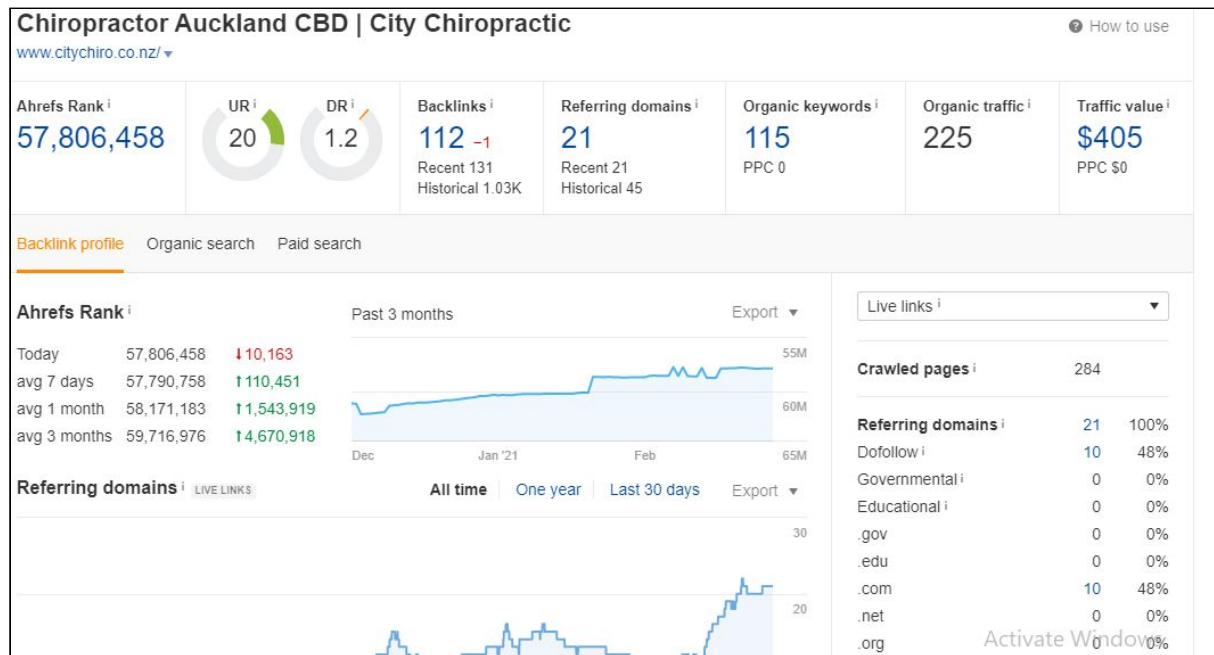 Chiropractor Auckland CBD | City Chiropractic
How to use
www.citychiro.co.nz/
Ahrefs Rank i
57,806,458
UR i
20
DR i
1.2
Backlinks i
112 -1
Recent 131
Historical 1.03K
Referring domains i
21
Recent 21
Historical 45
Organic keywords i
115
PPC 0
Organic traffic i
225
Traffic value i
$405
PPC $0
Backlink profile Organic search Paid search
Ahrefs Rank i
Past 3 months
Export
Today 57,806,458 ↓10,163
avg 7 days 57,790,758 ↑110,451
avg 1 month 58,171,183 ↑1,543,919
avg 3 months 59,716,976 ↑4,670,918
55M
60M
65M
Dec Jan '21 Feb
Referring domains i LIVE LINKS
All time One year Last 30 days Export
30
20
Live links i
Crawled pages i 284
Referring domains i 21 100%
Dofollow i 10 48%
Governmental i 0 0%
Educational i 0 0%
.gov 0 0%
.edu 0 0%
.com 10 48%
.net 0 0%
.org 0 0%
Activate Windows